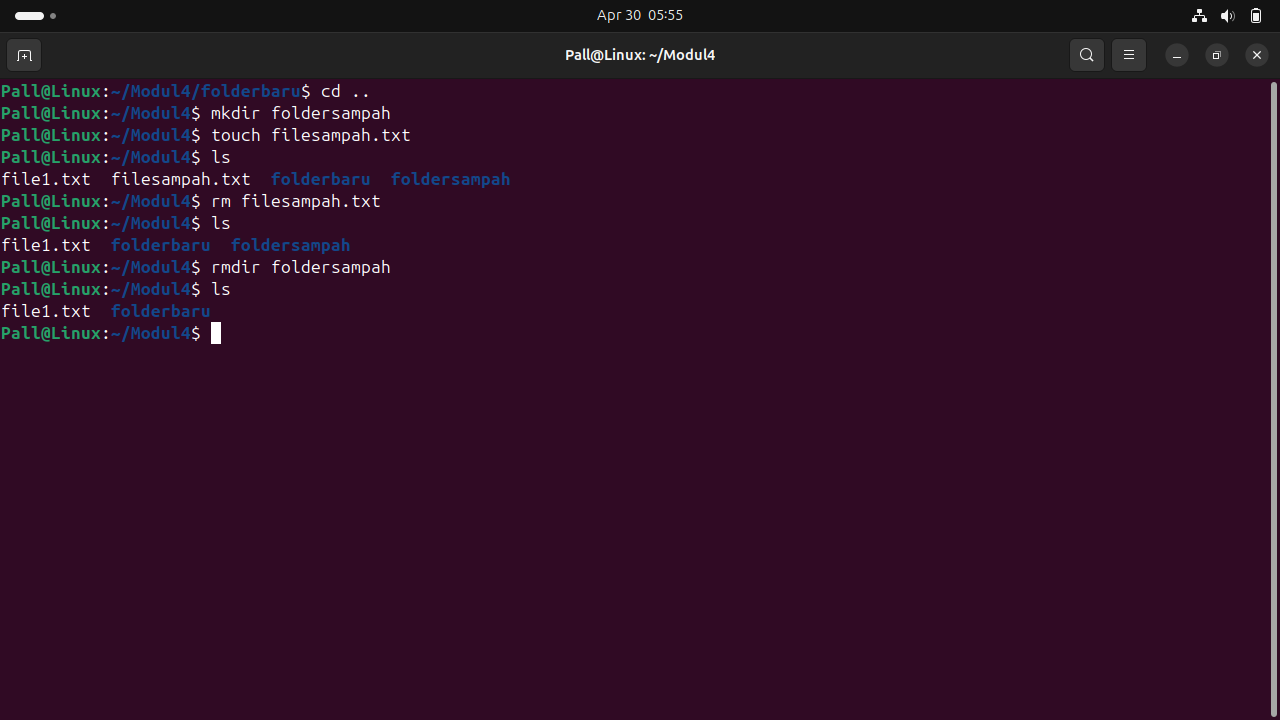 Apr 30 05:55
Pall@Linux: ~/Modul4
Pall@Linux:~/Modul4/folderbaru$ cd ..
Pall@Linux:~/Modul4$ mkdir foldersampah
Pall@Linux:~/Modul4$ touch filesampah.txt
Pall@Linux:~/Modul4$ ls
file1.txt  filesampah.txt  folderbaru  foldersampah
Pall@Linux:~/Modul4$ rm filesampah.txt
Pall@Linux:~/Modul4$ ls
file1.txt  folderbaru  foldersampah
Pall@Linux:~/Modul4$ rmdir foldersampah
Pall@Linux:~/Modul4$ ls
file1.txt  folderbaru
Pall@Linux:~/Modul4$